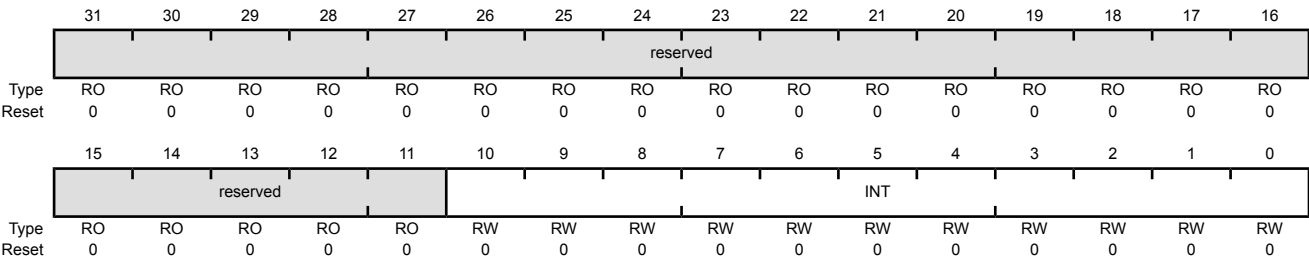 31 30 29 28 27 26 25 24 23 22 21 20 19 18 17 16
reserved
Type RO RO RO RO RO RO RO RO RO RO RO RO RO RO RO RO
Reset 0 0 0 0 0 0 0 0 0 0 0 0 0 0 0 0
15 14 13 12 11 10 9 8 7 6 5 4 3 2 1 0
reserved INT
Type RO RO RO RO RO RW RW RW RW RW RW RW RW RW RW RW
Reset 0 0 0 0 0 0 0 0 0 0 0 0 0 0 0 0